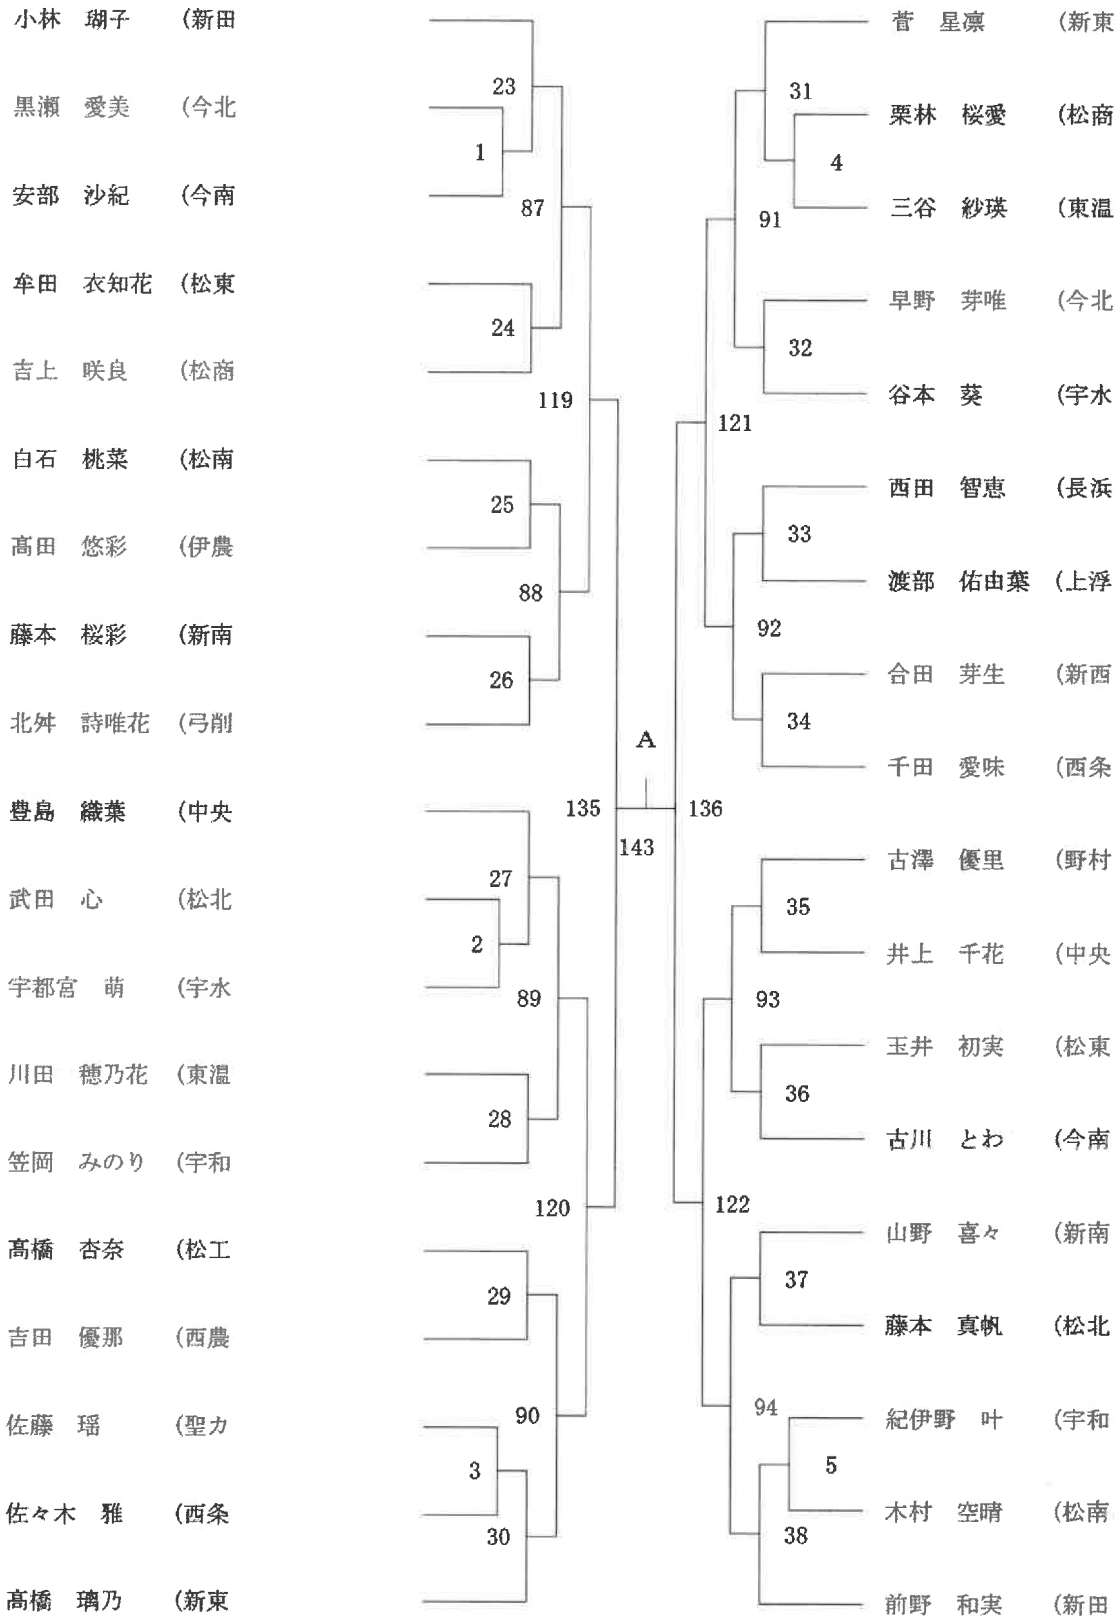 小林 瑚子 (新田
黒瀬 愛美 (今北
安部 沙紀 (今南
牟田 衣知花 (松東
吉上 咲良 (松商
白石 桃菜 (松南
髙田 悠彩 (伊農
藤本 桜彩 (新南
北舛 詩唯花 (弓削
豊島 織葉 (中央
武田 心 (松北
宇都宮 萌 (宇水
川田 穂乃花 (東温
笠岡 みのり (宇和
髙橋 杏奈 (松工
吉田 優那 (西農
佐藤 瑶 (聖カ
佐々木 雅 (西条
髙橋 璃乃 (新東
23
1
87
24
119
25
88
26
135
27
2
89
28
120
29
90
3
30
A
143
136
31
4
91
32
121
33
92
34
35
93
36
122
37
94
5
38
菅 星凛 (新東
栗林 桜愛 (松商
三谷 紗瑛 (東温
早野 芽唯 (今北
谷本 葵 (宇水
西田 智恵 (長浜
渡部 佑由葉 (上浮
合田 芽生 (新西
千田 愛味 (西条
古澤 優里 (野村
井上 千花 (中央
玉井 初実 (松東
古川 とわ (今南
山野 喜々 (新南
藤本 真帆 (松北
紀伊野 叶 (宇和
木村 空晴 (松南
前野 和実 (新田